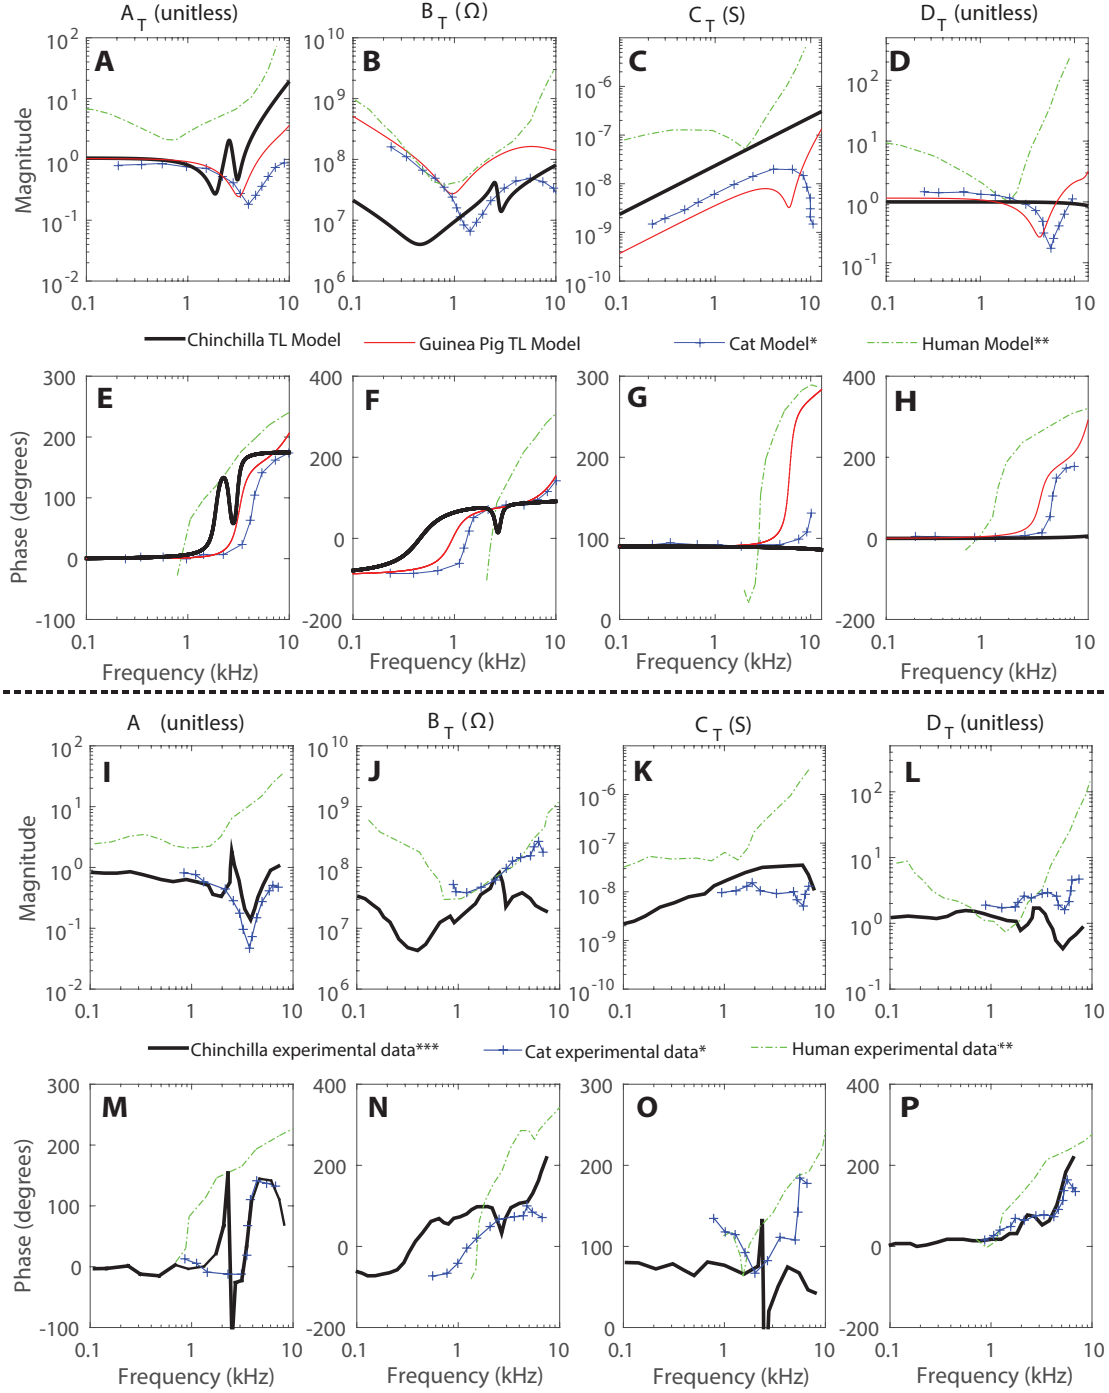 A T (unitless) B T (Ω) C T (S) D T (unitless)
10^2 10^10 10^2
A B C D
10^-6
10^1 10^9
10^-7 10^1
Magnitude 10^0 10^8 10^-8
10^0
10^-1 10^7 10^-9
10^-1
10^-2 10^6 10^-10
0.1 1 10 0.1 1 10 0.1 1 10 0.1 1 10
Chinchilla TL Model Guinea Pig TL Model Cat Model* Human Model**
300 400 300 400
E F G H
200 200 200 200
Phase (degrees) 100
0 0 100 0
-100 -200 0 -200
0.1 1 10 0.1 1 10 0.1 1 10 0.1 1 10
Frequency (kHz) Frequency (kHz) Frequency (kHz) Frequency (kHz)
A (unitless) B T (Ω) C T (S) D T (unitless)
10^2 10^10
I J K L
10^-6 10^2
10^1 10^9
10^-7
Magnitude 10^0 10^8 10^1
10^-8
10^-1 10^7 10^-9 10^0
10^-2 10^6 10^-10 10^-1
0.1 1 10 0.1 1 10 0.1 1 10 0.1 1 10
Chinchilla experimental data*** Cat experimental data* Human experimental data**
300 400 300 400
M N O P
200 200 200 200
Phase (degrees) 100
0 0 100 0
-100 -200 0 -200
0.1 1 10 0.1 1 10 0.1 1 10 0.1 1 10
Frequency (kHz) Frequency (kHz) Frequency (kHz) Frequency (kHz)